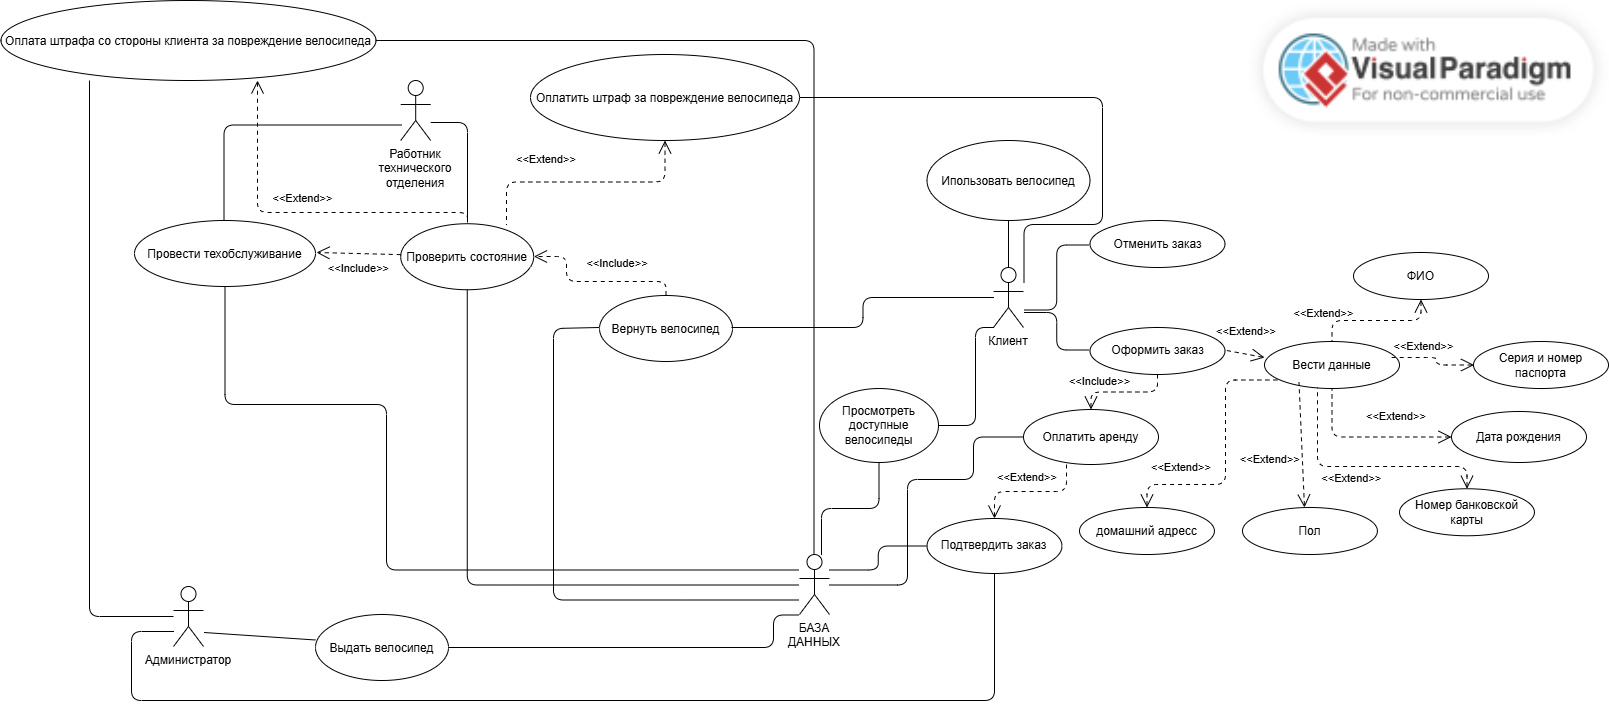 Made with
Visual Paradigm
For non-commercial use
Оплата штрафа со стороны клиента за повреждение велосипеда
Оплатить штраф за повреждение велосипеда
Работник
технического
отделения
<<Extend>>
<<Extend>>
Ипользовать велосипед
Провести техобслуживание
<<Include>>
Проверить состояние
<<Include>>
Вернуть велосипед
Отменить заказ
Клиент
Оформить заказ
<<Extend>>
Вести данные
<<Extend>>
ФИО
<<Extend>>
Серия и номер
паспорта
<<Include>>
Просмотреть
доступные
велосипеды
Оплатить аренду
<<Extend>>
Дата рождения
<<Extend>>
<<Extend>>
<<Extend>>
<<Extend>>
Номер банковской
карты
домашний адресс
Пол
Подтвердить заказ
БАЗА
ДАННЫХ
Администратор
Выдать велосипед